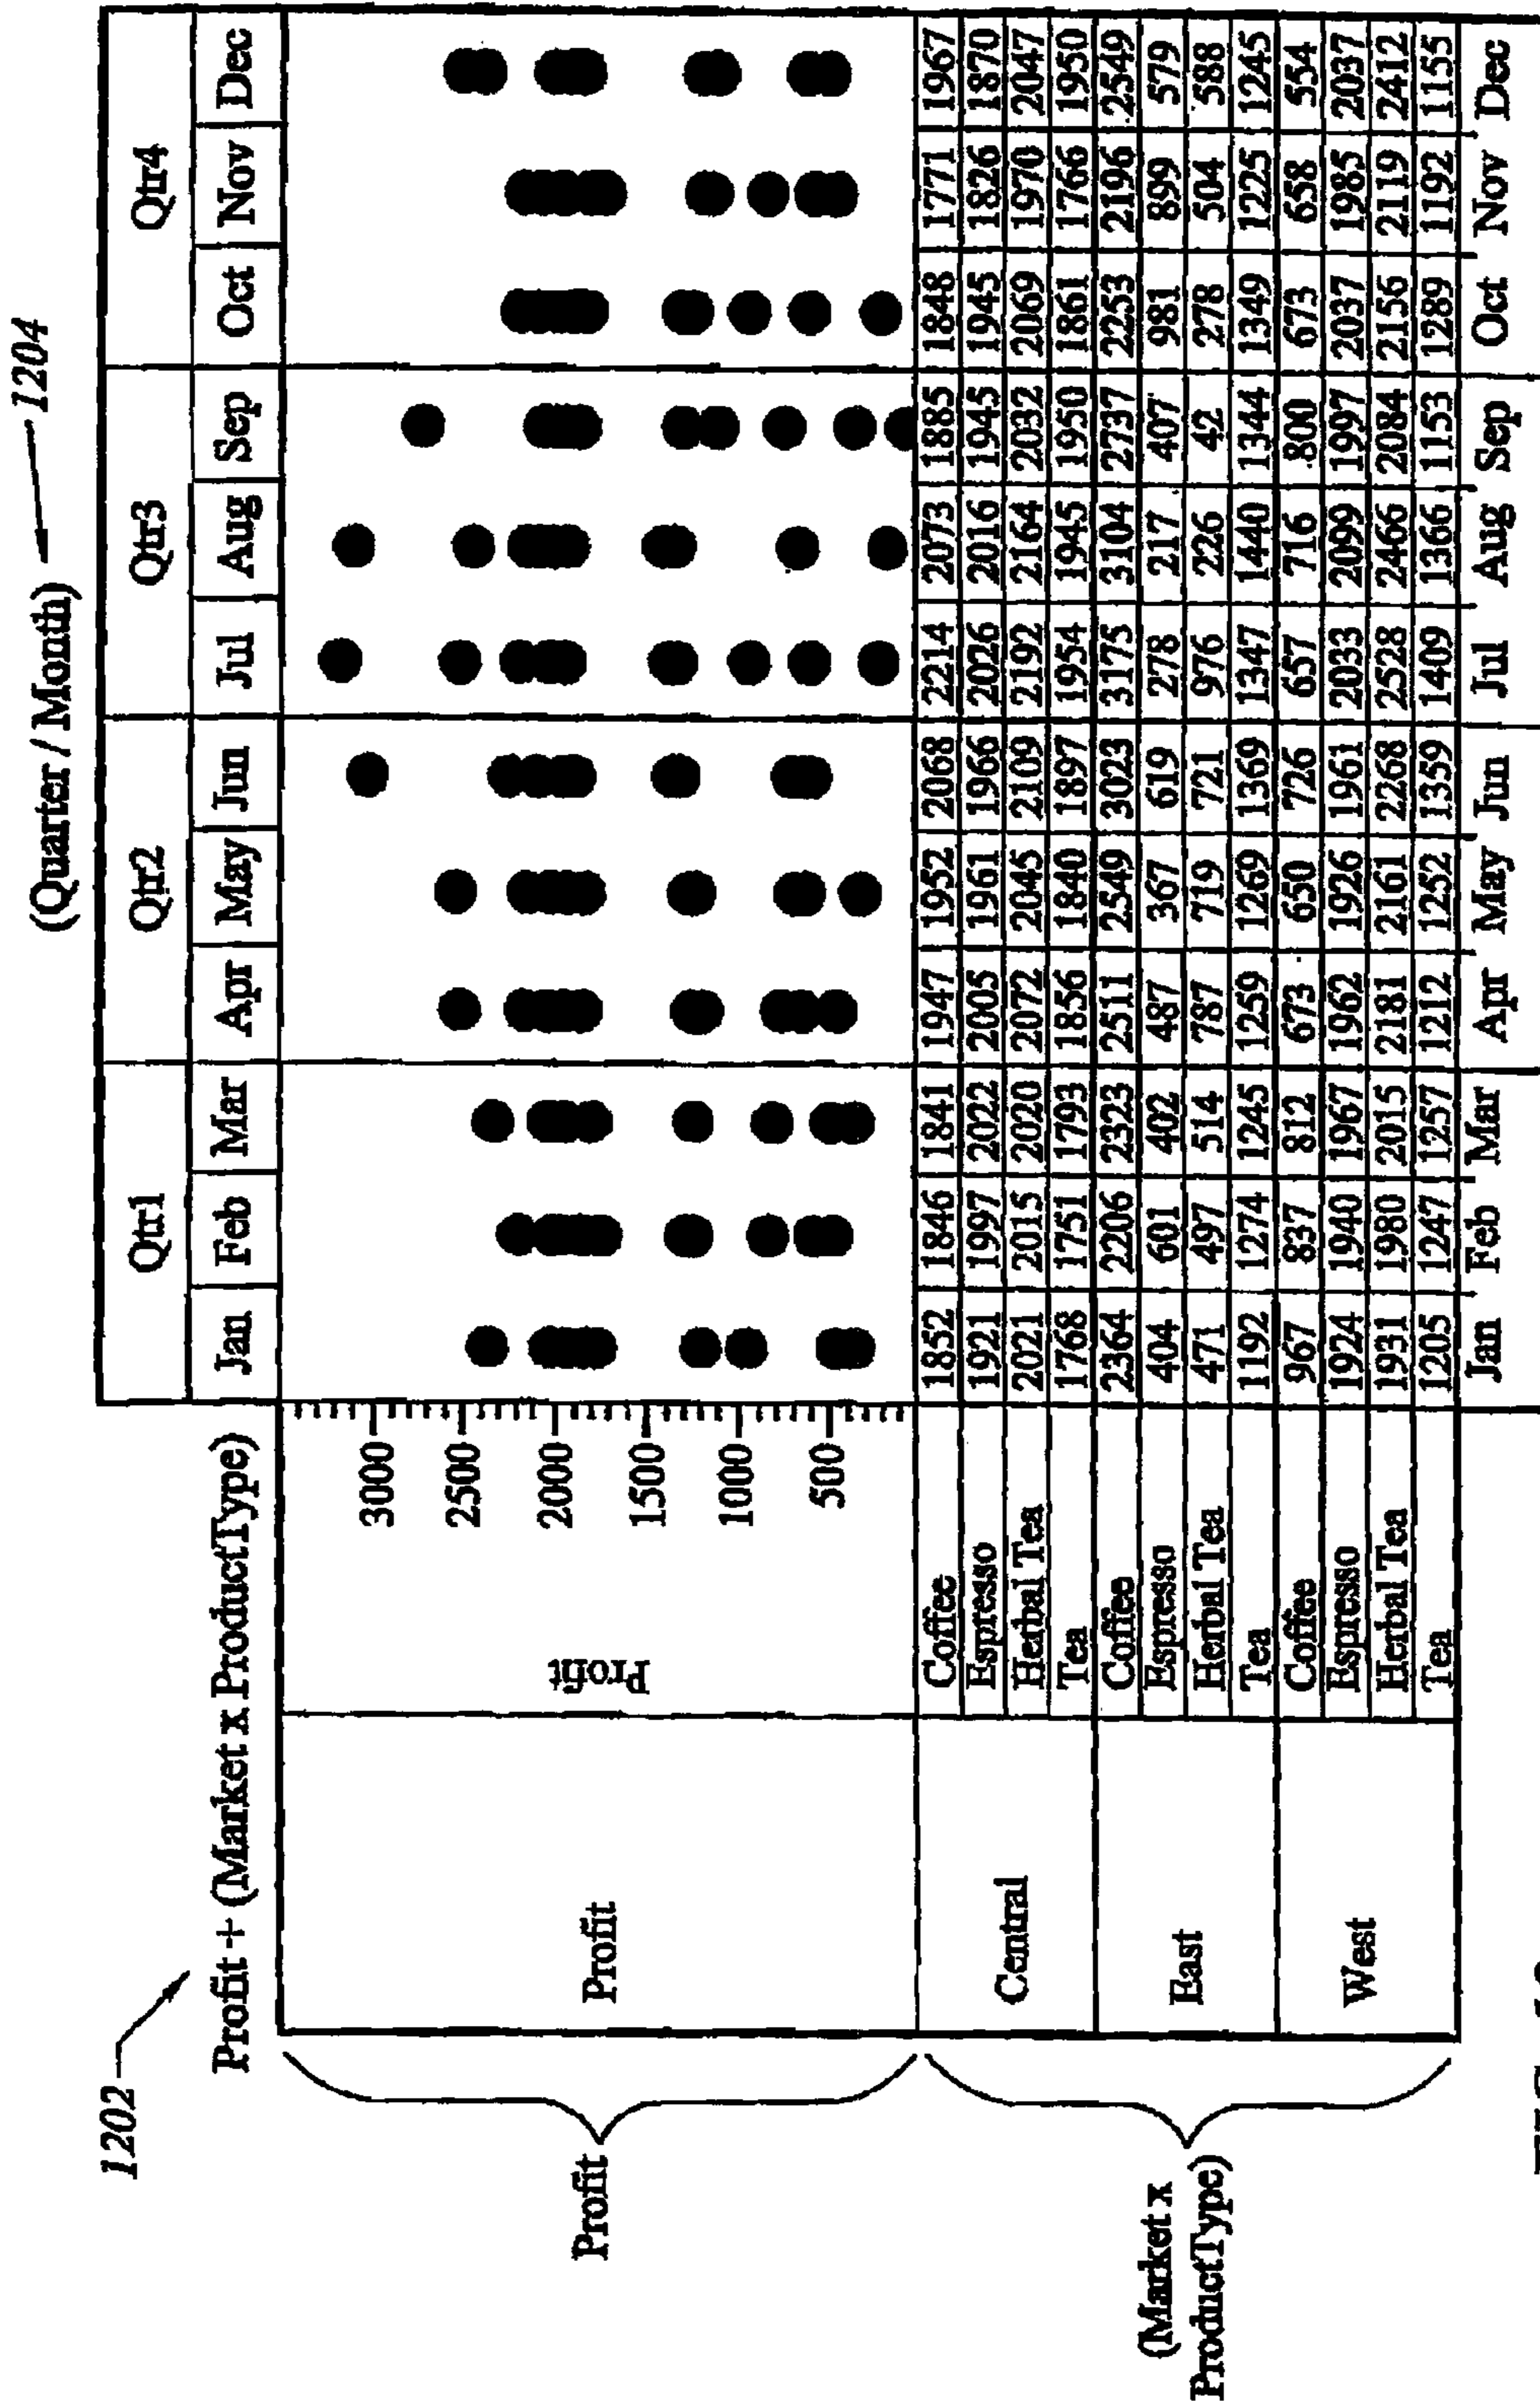 (Quarter / Month) 1204
1202
Profit + (Market x ProductType)
Qtr1 Qtr2 Qtr3 Qtr4
Jan Feb Mar Apr May Jun Jul Aug Sep Oct Nov Dec
Profit
Profit
Profit
3000
2500
2000
1500
1000
500
(Market x
ProductType)
Central
Coffee 1852 1846 1841 1947 1952 2068 2214 2073 1885 1848 1771 1967
Espresso 1921 1997 2022 2005 1961 1966 2026 2016 1945 1945 1826 1870
Herbal Tea 2021 2015 2020 2072 2045 2109 2192 2164 2032 2069 1970 2047
Tea 1768 1751 1793 1856 1840 1897 1954 1945 1950 1861 1766 1950
East
Coffee 2364 2206 2323 2511 2549 3023 3175 3104 2737 2253 2196 2549
Espresso 404 601 402 487 367 619 278 217 407 981 899 579
Herbal Tea 471 497 514 787 719 721 976 226 42 278 504 588
Tea 1192 1274 1245 1259 1269 1369 1347 1440 1344 1349 1225 1245
West
Coffee 967 837 812 673 650 726 657 716 800 673 658 554
Espresso 1924 1940 1967 1962 1926 1961 2033 2099 1997 2037 1985 2037
Herbal Tea 1931 1980 2015 2181 2161 2268 2528 2466 2084 2156 2119 2412
Tea 1205 1247 1257 1212 1252 1359 1409 1366 1153 1289 1192 1155
Jan Feb Mar Apr May Jun Jul Aug Sep Oct Nov Dec